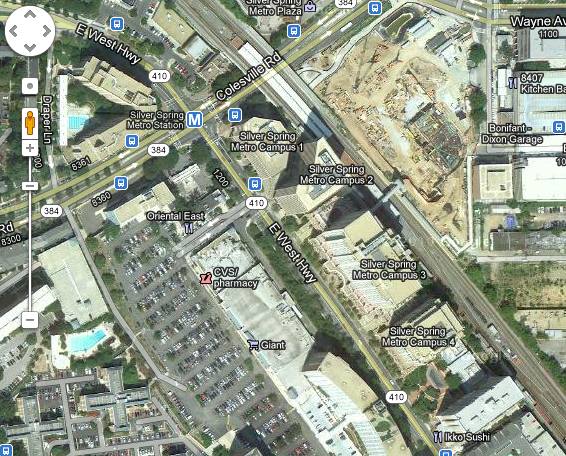 Silver Spring
Metro Plaza
384
Wayne Av
1100
E West Hwy
410
Colesville Rd
8407
Kitchen Ba
Draper Ln
Silver Spring
Metro Station
M
Silver Spring
Metro Campus 1
Bonifant-
Dixon Garage
384
8361
Silver Spring
Metro Campus 2
1200
8360
410
384
Oriental East
Rd
8300
E West Hwy
CVS/
pharmacy
Silver Spring
Metro Campus 3
Silver Spring
Metro Campus 4
Giant
410
Ikko Sushi